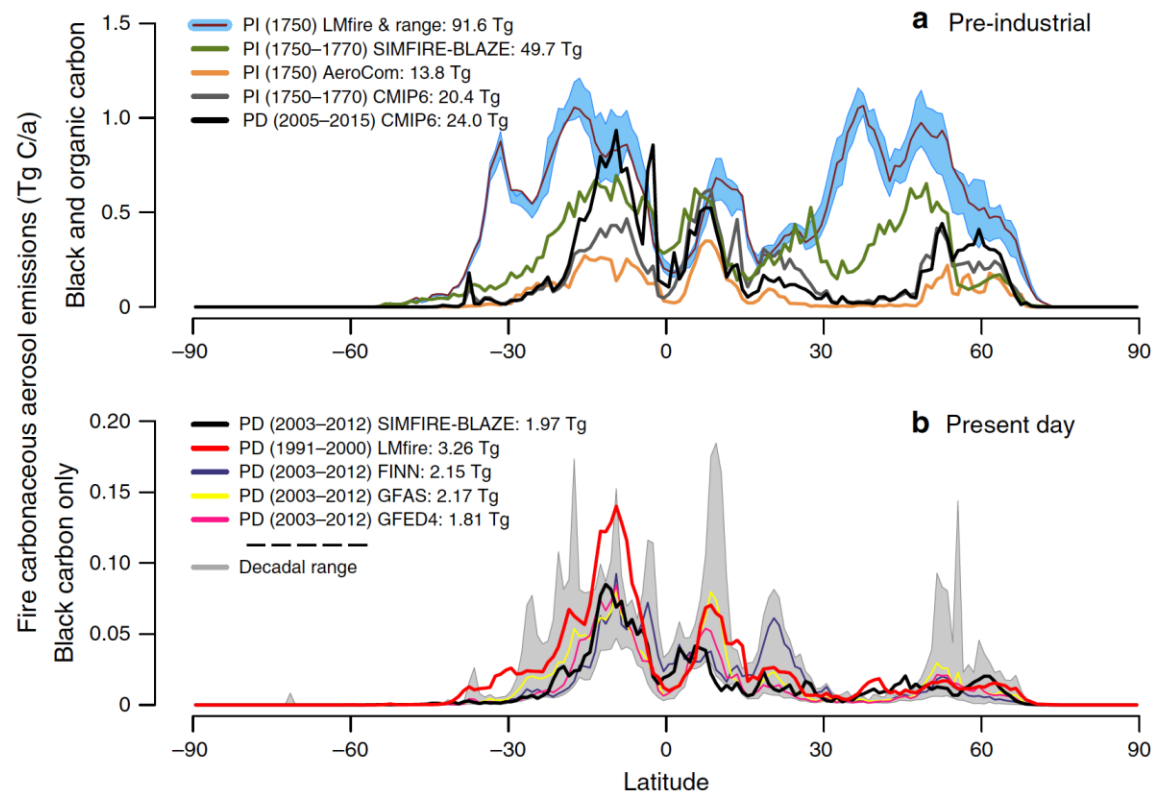 Fire carbonaceous aerosol emissions (Tg C/a)
Black and organic carbon
1.5
1.0
0.5
0
PI (1750) LMfire & range: 91.6 Tg
PI (1750–1770) SIMFIRE-BLAZE: 49.7 Tg
PI (1750) AeroCom: 13.8 Tg
PI (1750–1770) CMIP6: 20.4 Tg
PD (2005–2015) CMIP6: 24.0 Tg
a Pre-industrial
−90 −60 −30 0 30 60 90
Black carbon only
0.20
0.15
0.10
0.05
0
PD (2003–2012) SIMFIRE-BLAZE: 1.97 Tg
PD (1991–2000) LMfire: 3.26 Tg
PD (2003–2012) FINN: 2.15 Tg
PD (2003–2012) GFAS: 2.17 Tg
PD (2003–2012) GFED4: 1.81 Tg
Decadal range
b Present day
−90 −60 −30 0 30 60 90
Latitude